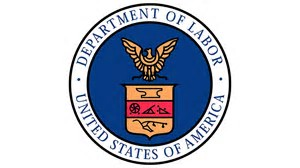 DEPARTMENT OF LABOR
UNITED STATES OF AMERICA